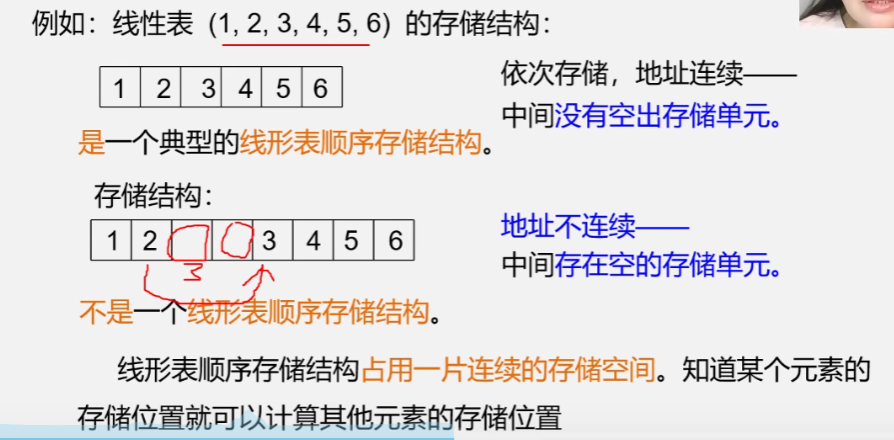 例如：线性表 (1, 2, 3, 4, 5, 6) 的存储结构：
1 2 3 4 5 6
依次存储，地址连续——
中间没有空出存储单元。
是一个典型的线形表顺序存储结构。
存储结构：
1 2 3 4 5 6
3
地址不连续——
中间存在空的存储单元。
不是一个线形表顺序存储结构。
线形表顺序存储结构占用一片连续的存储空间。知道某个元素的
存储位置就可以计算其他元素的存储位置